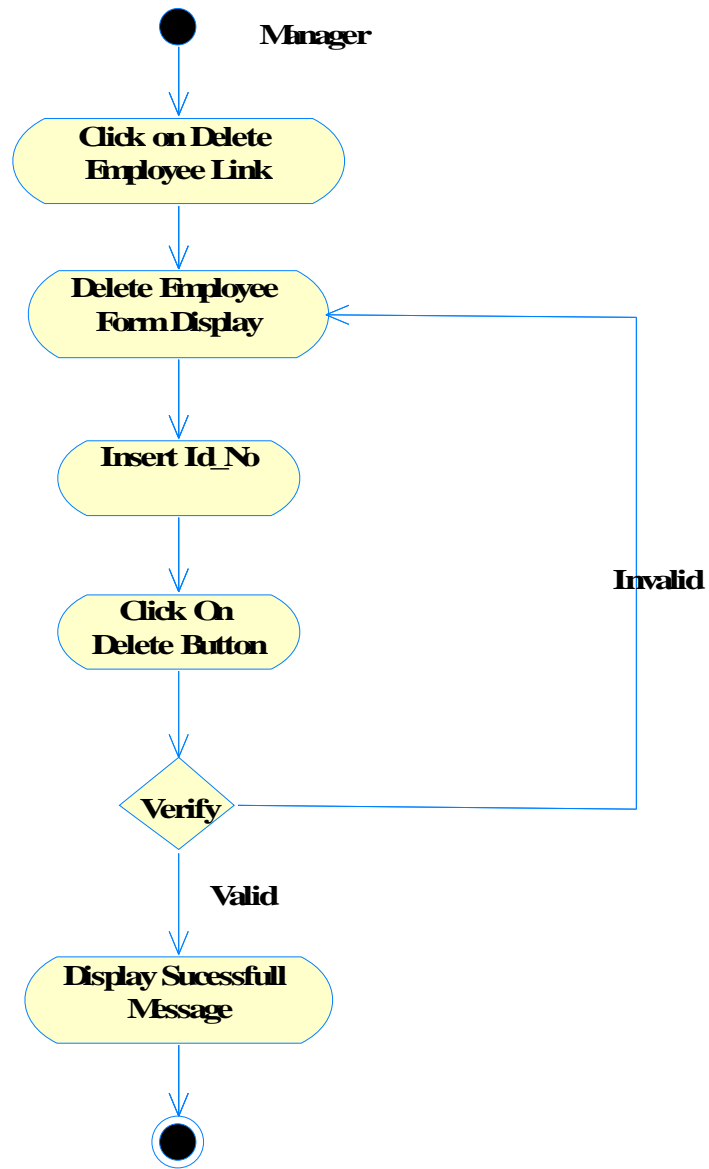 Manager
Click on Delete
Employee Link
Delete Employee
Form Display
Insert Id_No
Invalid
Click On
Delete Button
Verify
Valid
Display Sucessfull
Message